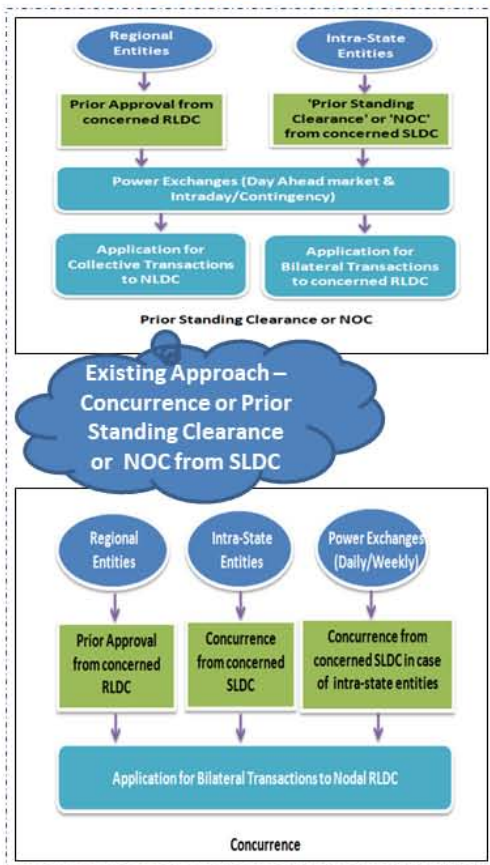 Regional
Entities
Intra-State
Entities
Prior Approval from
concerned RLDC
'Prior Standing
Clearance' or 'NOC'
from concerned SLDC
Power Exchanges (Day Ahead market &
Intraday/Contingency)
Application for
Collective Transactions
to NLDC
Application for
Bilateral Transactions
to concerned RLDC
Prior Standing Clearance or NOC
Existing Approach –
Concurrence or Prior
Standing Clearance
or NOC from SLDC
Regional
Entities
Intra-State
Entities
Power Exchanges
(Daily/Weekly)
Prior Approval
from concerned
RLDC
Concurrence
from concerned
SLDC
Concurrence from
concerned SLDC in case
of intra-state entities
Application for Bilateral Transactions to Nodal RLDC
Concurrence